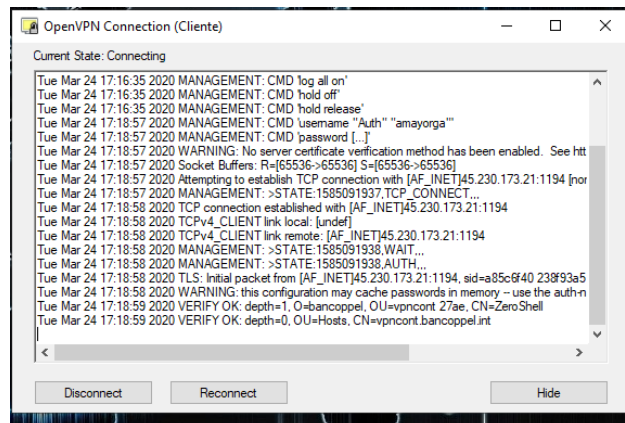 OpenVPN Connection (Cliente)
Current State: Connecting
Tue Mar 24 17:16:35 2020 MANAGEMENT: CMD 'log all on'
Tue Mar 24 17:16:35 2020 MANAGEMENT: CMD 'hold off'
Tue Mar 24 17:16:35 2020 MANAGEMENT: CMD 'hold release'
Tue Mar 24 17:18:57 2020 MANAGEMENT: CMD 'username "Auth" "amayorga"'
Tue Mar 24 17:18:57 2020 MANAGEMENT: CMD 'password [...]'
Tue Mar 24 17:18:57 2020 WARNING: No server certificate verification method has been enabled.  See htt
Tue Mar 24 17:18:57 2020 Socket Buffers: R=[65536->65536] S=[65536->65536]
Tue Mar 24 17:18:57 2020 Attempting to establish TCP connection with [AF_INET]45.230.173.21:1194 [nor
Tue Mar 24 17:18:57 2020 MANAGEMENT: >STATE:1585091937,TCP_CONNECT,,,
Tue Mar 24 17:18:58 2020 TCP connection established with [AF_INET]45.230.173.21:1194
Tue Mar 24 17:18:58 2020 TCPv4_CLIENT link local: [undef]
Tue Mar 24 17:18:58 2020 TCPv4_CLIENT link remote: [AF_INET]45.230.173.21:1194
Tue Mar 24 17:18:58 2020 MANAGEMENT: >STATE:1585091938,WAIT,,,
Tue Mar 24 17:18:58 2020 MANAGEMENT: >STATE:1585091938,AUTH,,,
Tue Mar 24 17:18:58 2020 TLS: Initial packet from [AF_INET]45.230.173.21:1194, sid=a85c6f40 238f93a5
Tue Mar 24 17:18:58 2020 WARNING: this configuration may cache passwords in memory -- use the auth-n
Tue Mar 24 17:18:59 2020 VERIFY OK: depth=1, O=bancoppel, OU=vpncont 27ae, CN=ZeroShell
Tue Mar 24 17:18:59 2020 VERIFY OK: depth=0, OU=Hosts, CN=vpncont.bancoppel.int
Disconnect
Reconnect
Hide